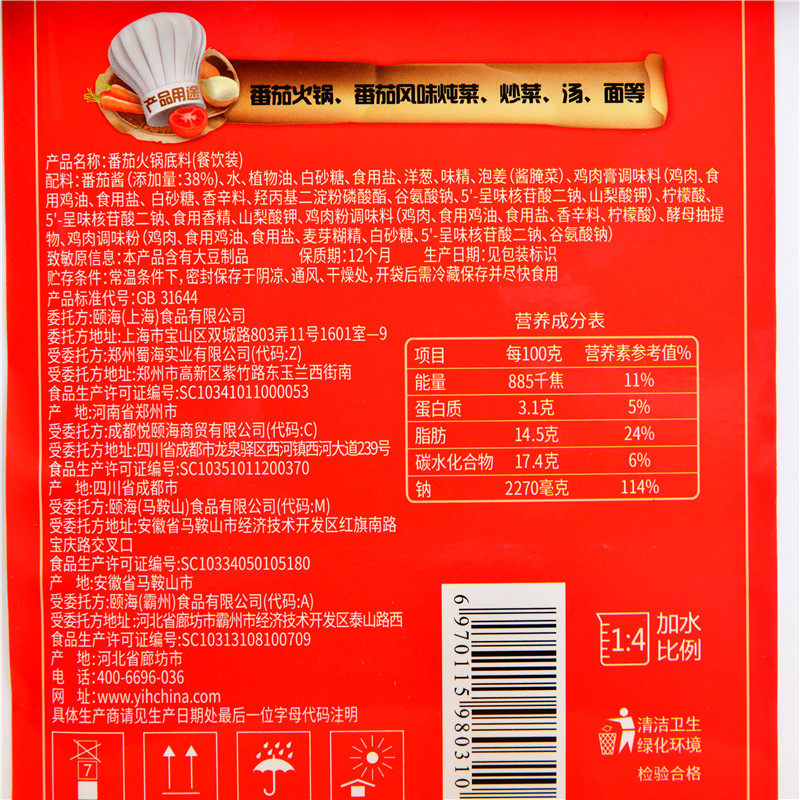 产品用途
番茄火锅、番茄风味炖菜、炒菜、汤、面等
产品名称:番茄火锅底料(餐饮装)
配料:番茄酱(添加量:38%)、水、植物油、白砂糖、食用盐、洋葱、味精、泡姜(酱腌菜)、鸡肉膏调味料(鸡肉、食
用鸡油、食用盐、白砂糖、香辛料、羟丙基二淀粉磷酸酯、谷氨酸钠、5'-呈味核苷酸二钠、山梨酸钾)、柠檬酸、
5'-呈味核苷酸二钠、食用香精、山梨酸钾、鸡肉粉调味料(鸡肉、食用鸡油、食用盐、香辛料、柠檬酸)、酵母抽提
物、鸡肉调味粉(鸡肉、食用鸡油、食用盐、麦芽糊精、白砂糖、5'-呈味核苷酸二钠、谷氨酸钠)
致敏原信息:本产品含有大豆制品 保质期:12个月 生产日期:见包装标识
贮存条件:常温条件下,密封保存于阴凉、通风、干燥处,开袋后需冷藏保存并尽快食用
产品标准代号:GB 31644
委托方:颐海(上海)食品有限公司
委托方地址:上海市宝山区双城路803弄11号1601室—9
受委托方:郑州蜀海实业有限公司(代码:Z)
受委托方地址:郑州市高新区紫竹路东玉兰西街南
食品生产许可证编号:SC10341011000053
产 地:河南省郑州市
受委托方:成都悦颐海商贸有限公司(代码:C)
受委托方地址:四川省成都市龙泉驿区西河镇西河大道239号
食品生产许可证编号:SC10351011200370
产 地:四川省成都市
受委托方:颐海(马鞍山)食品有限公司(代码:M)
受委托方地址:安徽省马鞍山市经济技术开发区红旗南路
宝庆路交叉口
食品生产许可证编号:SC10334050105180
产 地:安徽省马鞍山市
受委托方:颐海(霸州)食品有限公司(代码:A)
受委托方地址:河北省廊坊市霸州市经济技术开发区泰山路西
食品生产许可证编号:SC10313108100709
产 地:河北省廊坊市
电 话:400-6696-036
网 址:www.yihchina.com
具体生产商请见生产日期处最后一位字母代码注明
营养成分表
项目 每100克 营养素参考值%
能量 885千焦 11%
蛋白质 3.1克 5%
脂肪 14.5克 24%
碳水化合物 17.4克 6%
钠 2270毫克 114%
6970115980310
1:4
加水
比例
清洁卫生
绿化环境
检验合格
7